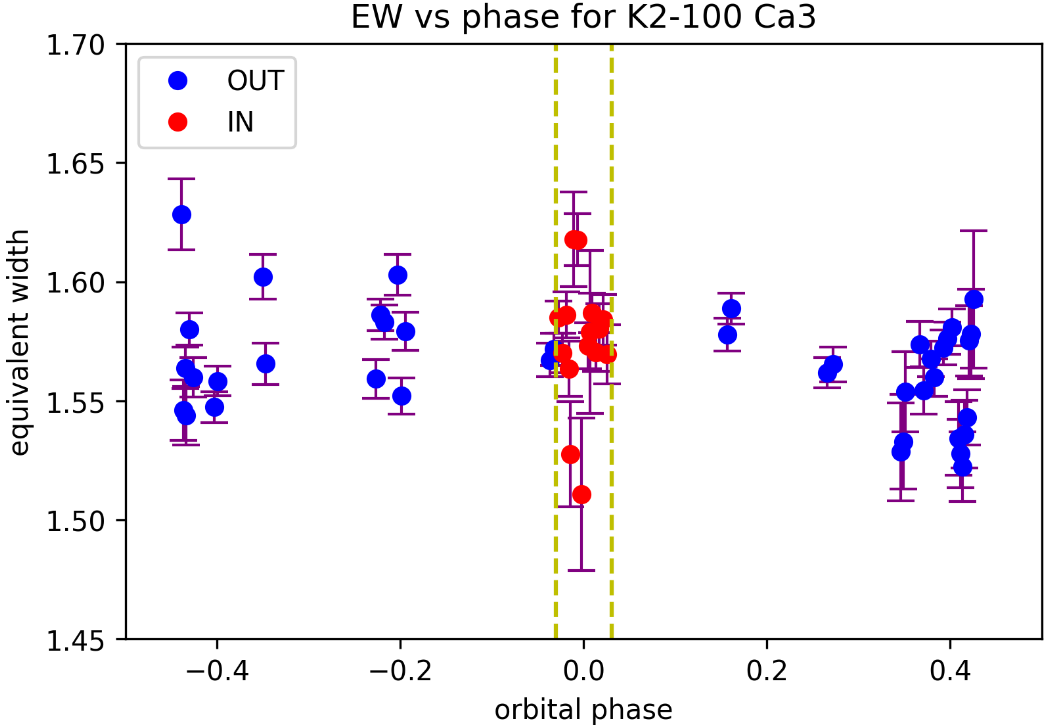 EW vs phase for K2-100 Ca3
1.70
1.65
1.60
1.55
1.50
1.45
equivalent width
OUT
IN
−0.4
−0.2
0.0
0.2
0.4
orbital phase